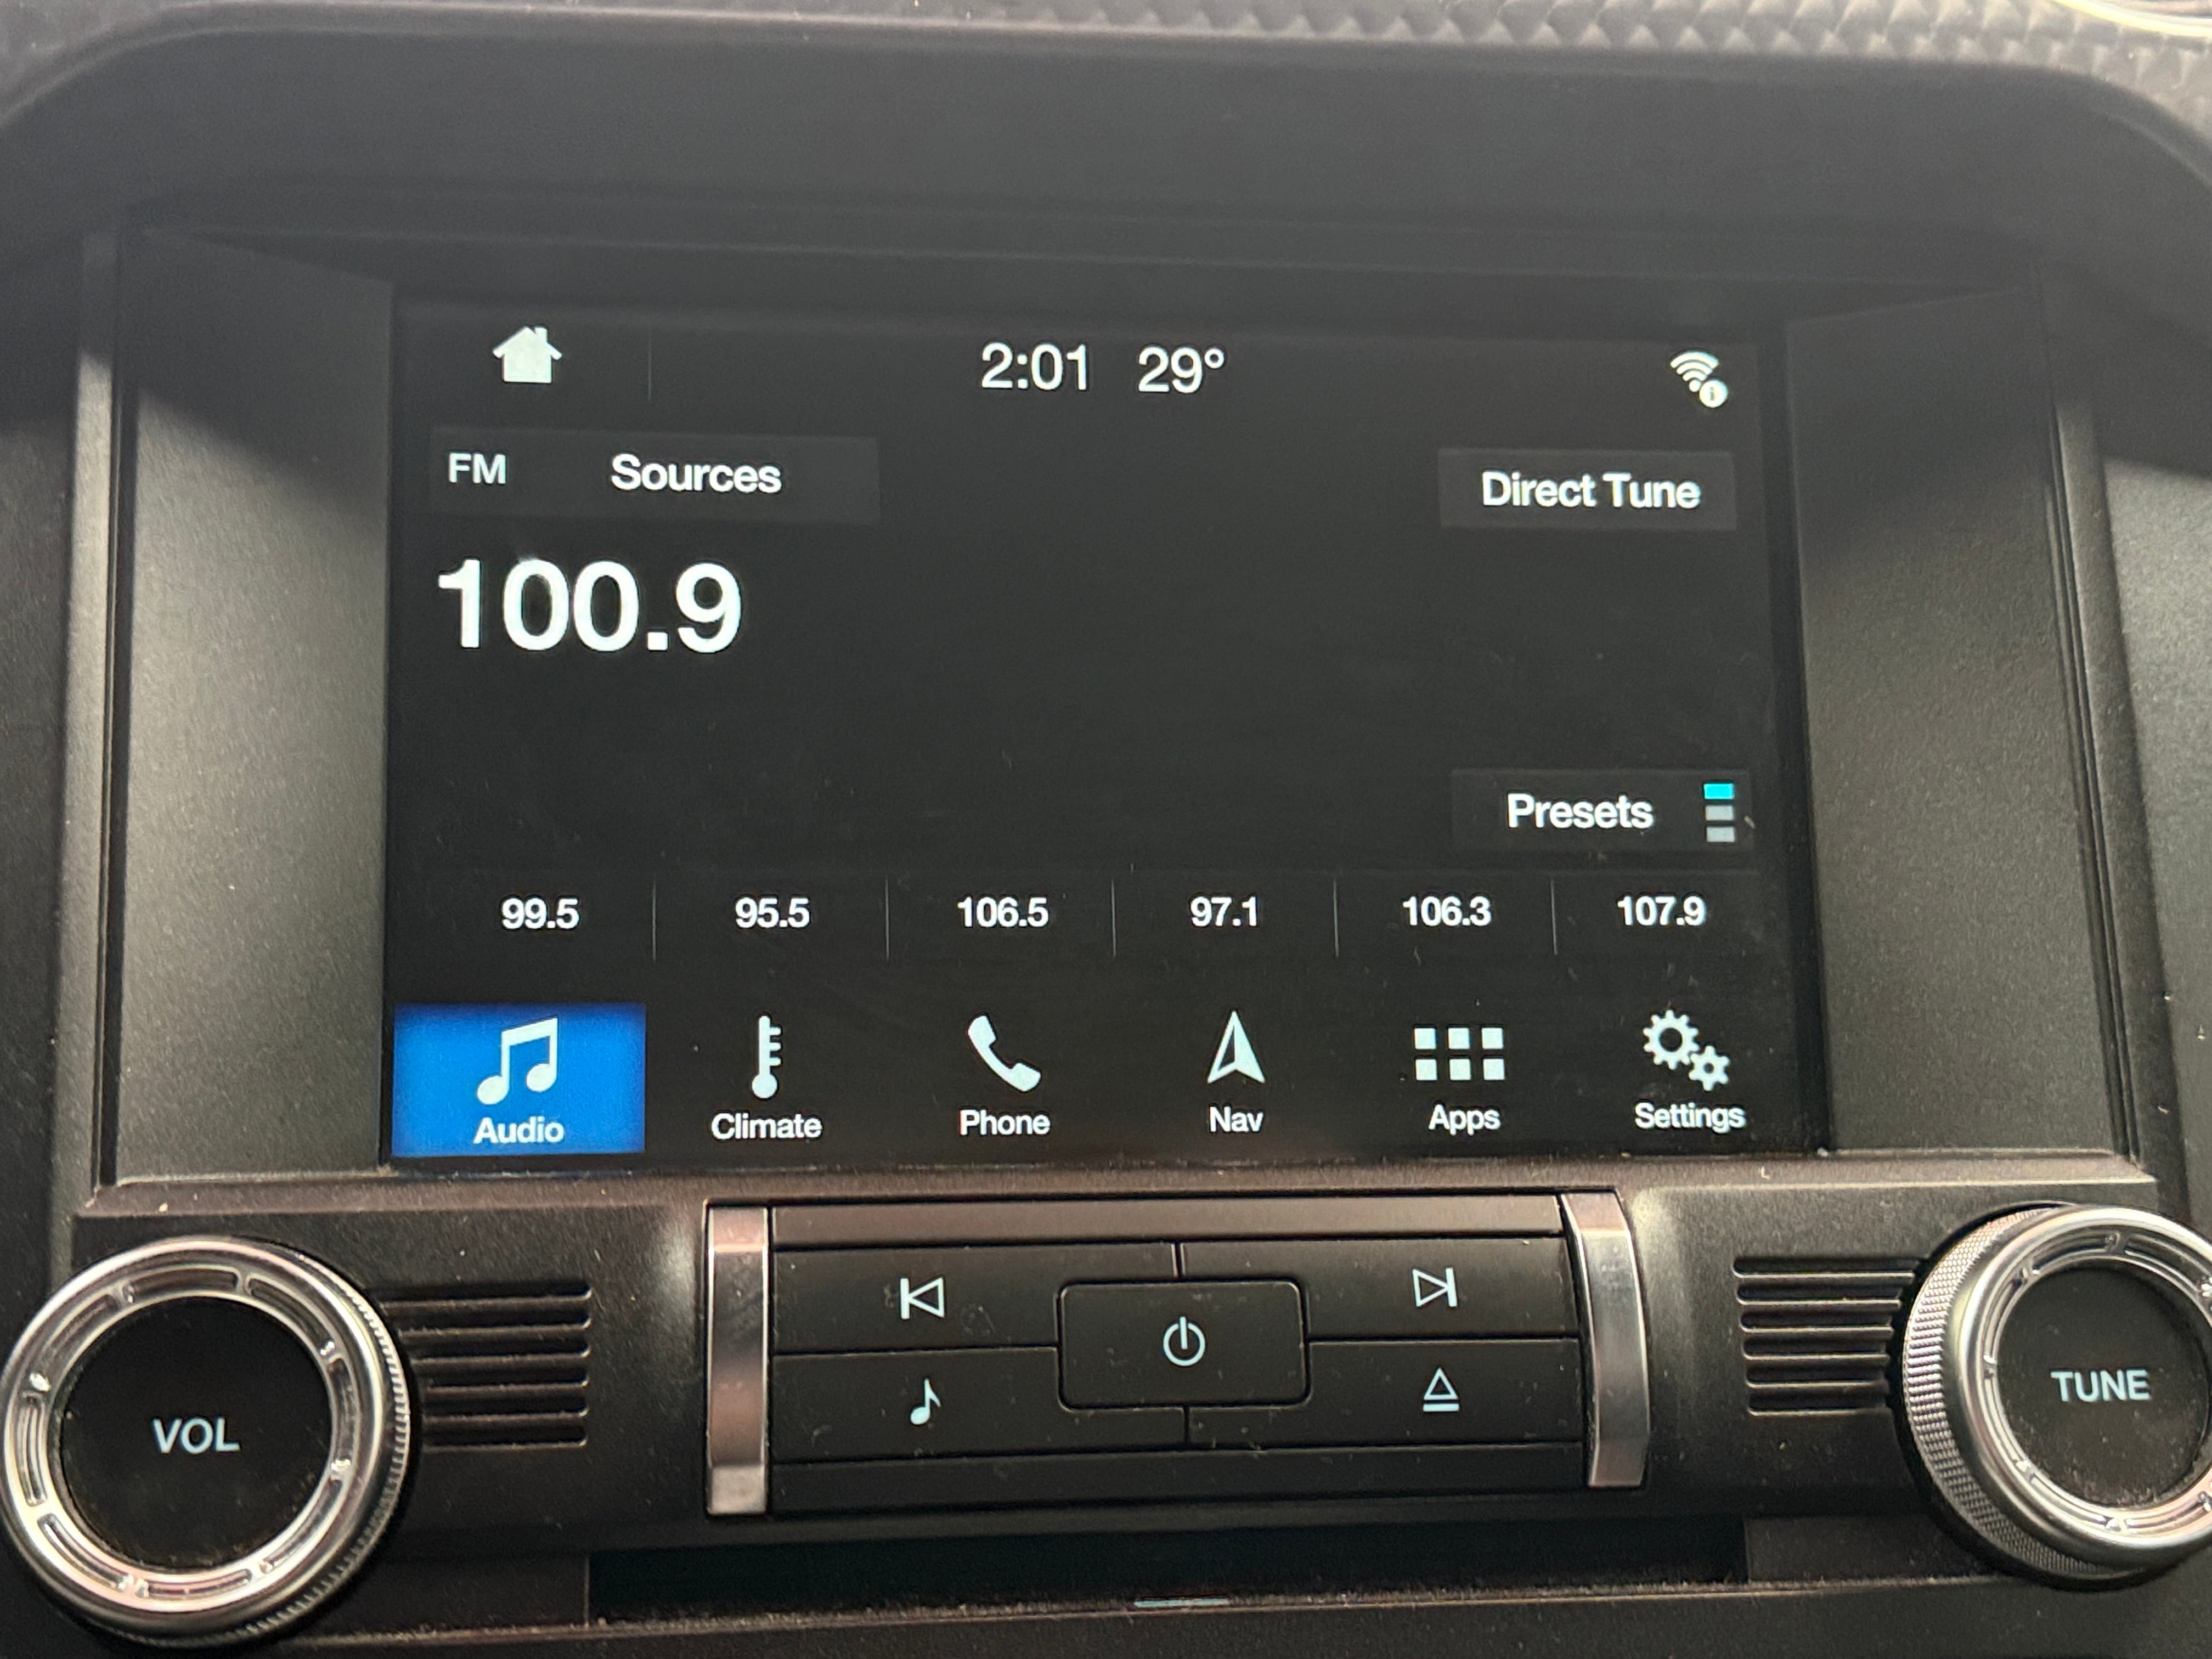 2:01 29°
FM Sources
Direct Tune
100.9
Presets
99.5 95.5 106.5 97.1 106.3 107.9
Audio Climate Phone Nav Apps Settings
VOL
TUNE